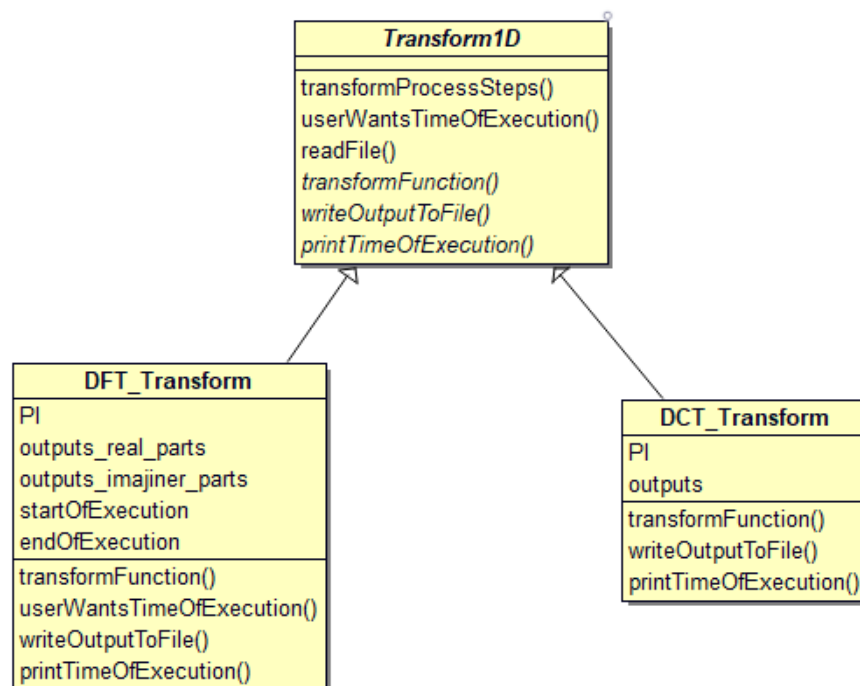 Transform1D
transformProcessSteps()
userWantsTimeOfExecution()
readFile()
transformFunction()
writeOutputToFile()
printTimeOfExecution()
DFT_Transform
PI
outputs_real_parts
outputs_imajiner_parts
startOfExecution
endOfExecution
transformFunction()
userWantsTimeOfExecution()
writeOutputToFile()
printTimeOfExecution()
DCT_Transform
PI
outputs
transformFunction()
writeOutputToFile()
printTimeOfExecution()